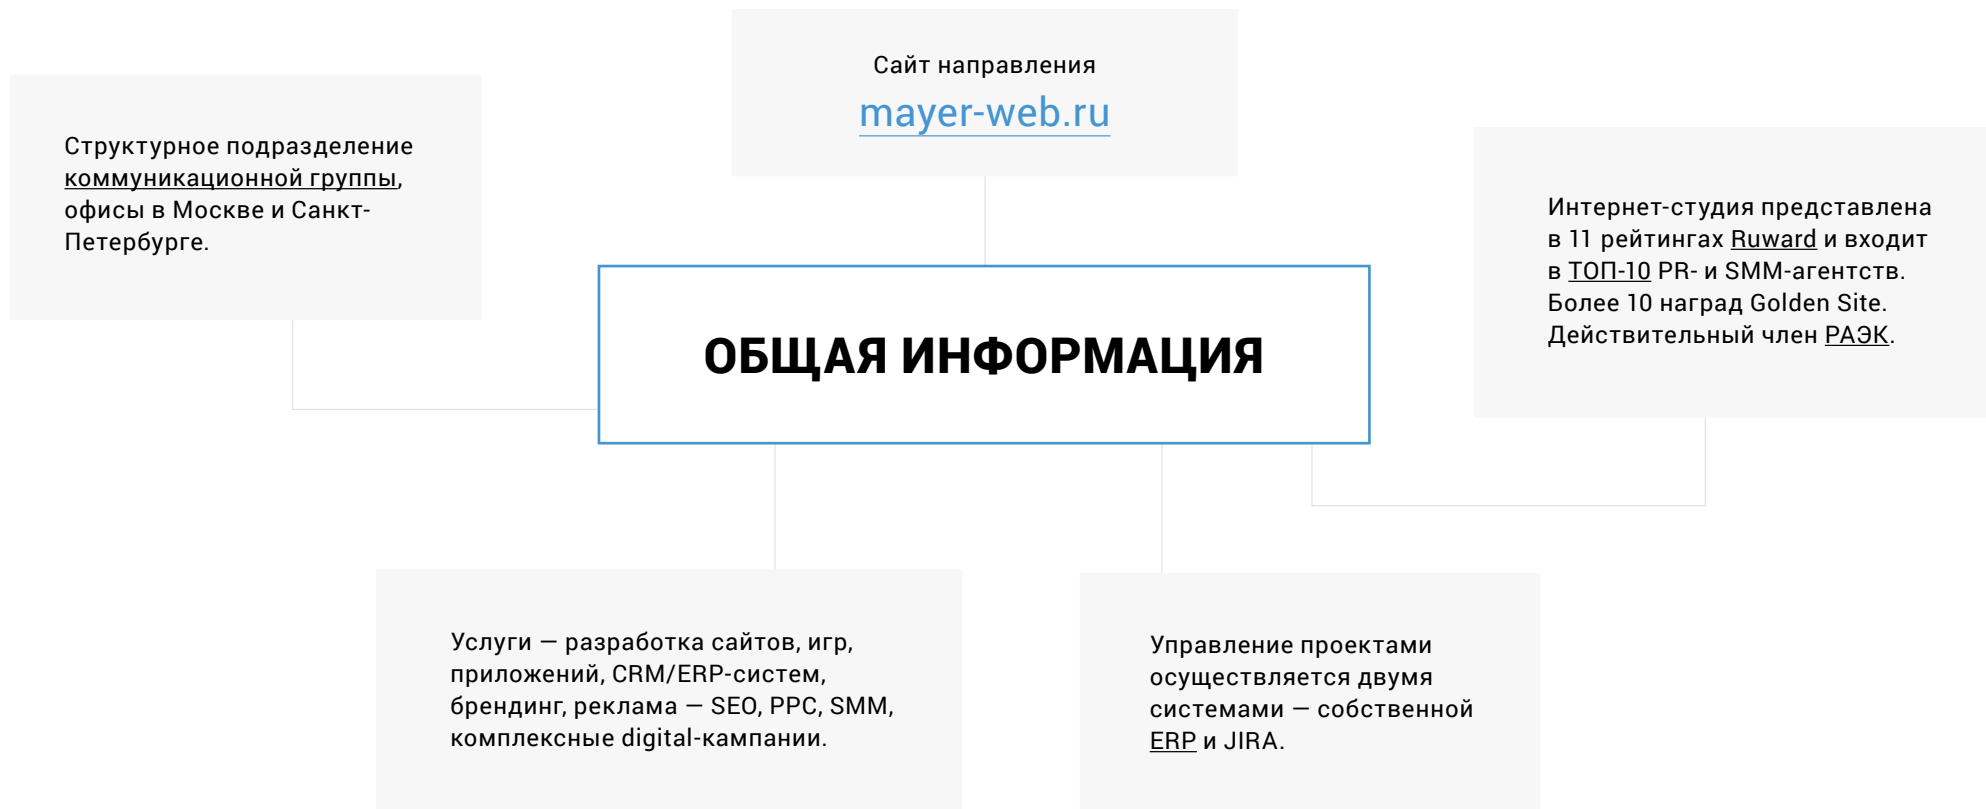 Сайт направления
mayer-web.ru
Структурное подразделение
коммуникационной группы,
офисы в Москве и Санкт-
Петербурге.
Интернет-студия представлена
в 11 рейтингах Ruward и входит
в ТОП-10 PR- и SMM-агентств.
Более 10 наград Golden Site.
Действительный член РАЭК.
ОБЩАЯ ИНФОРМАЦИЯ
Услуги — разработка сайтов, игр,
приложений, CRM/ERP-систем,
брендинг, реклама — SEO, PPC, SMM,
комплексные digital-кампании.
Управление проектами
осуществляется двумя
системами — собственной
ERP и JIRA.